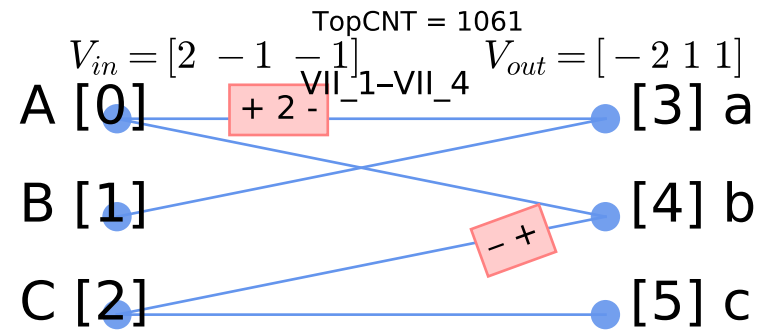 TopCNT = 1061
V_in = [2 − 1 − 1]
V_out = [− 2 1 1]
VII_1–VII_4
A [0]
+ 2 -
[3] a
B [1]
[4] b
− +
C [2]
[5] c